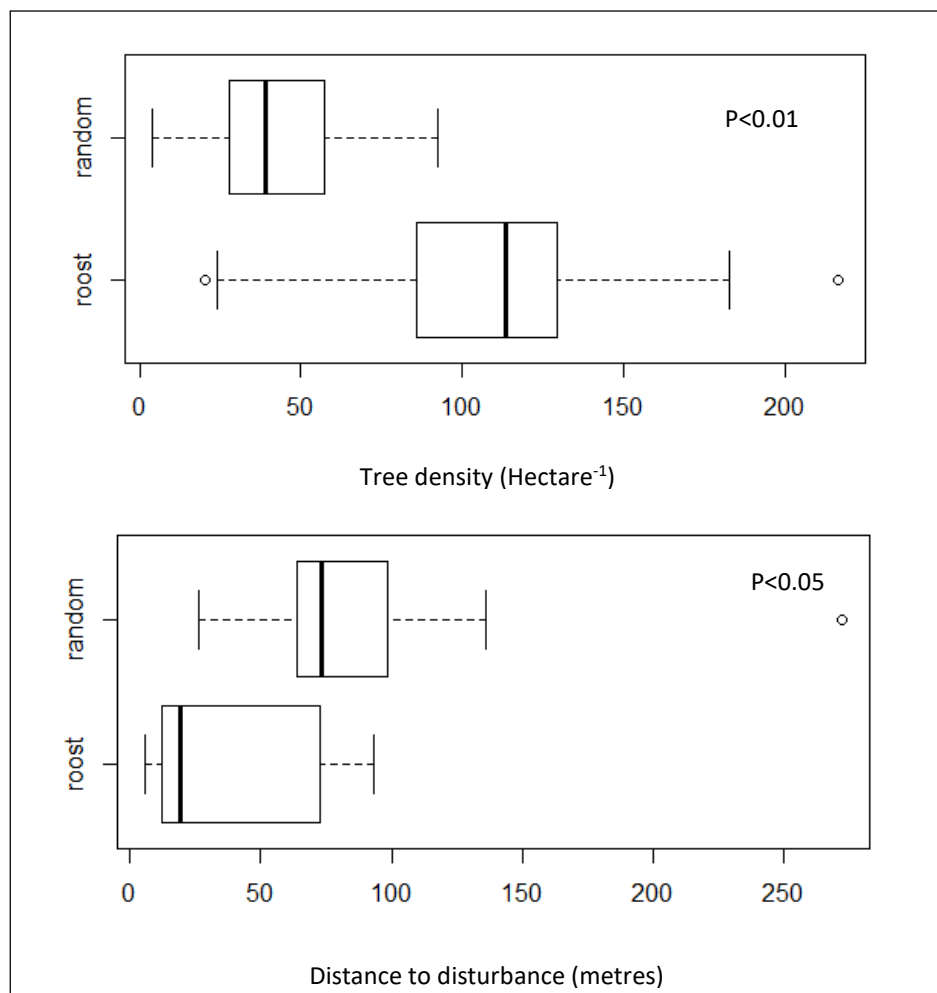 random
P<0.01
roost
0 50 100 150 200
Tree density (Hectare⁻¹)
random
P<0.05
roost
0 50 100 150 200 250
Distance to disturbance (metres)